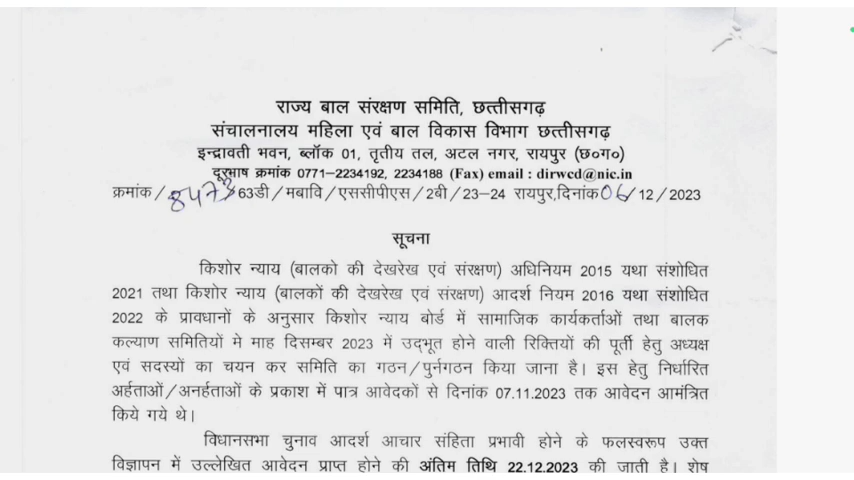 राज्य बाल संरक्षण समिति, छत्तीसगढ़
संचालनालय महिला एवं बाल विकास विभाग छत्तीसगढ़
इन्द्रावती भवन, ब्लॉक 01, तृतीय तल, अटल नगर, रायपुर (छ०ग०)
दूरभाष क्रमांक 0771-2234192, 2234188 (Fax) email : dirwcd@nic.in
क्रमांक / 8473 63डी / मबावि / एससीपीएस / 2बी / 23-24 रायपुर,दिनांक 06 / 12 / 2023
सूचना
किशोर न्याय (बालको की देखरेख एवं संरक्षण) अधिनियम 2015 यथा संशोधित
2021 तथा किशोर न्याय (बालकों की देखरेख एवं संरक्षण) आदर्श नियम 2016 यथा संशोधित
2022 के प्रावधानों के अनुसार किशोर न्याय बोर्ड में सामाजिक कार्यकर्ताओं तथा बालक
कल्याण समितियों मे माह दिसम्बर 2023 में उद्भूत होने वाली रिक्तियों की पूर्ती हेतु अध्यक्ष
एवं सदस्यों का चयन कर समिति का गठन / पुर्नगठन किया जाना है। इस हेतु निर्धारित
अर्हताओं / अनर्हताओं के प्रकाश में पात्र आवेदकों से दिनांक 07.11.2023 तक आवेदन आमंत्रित
किये गये थे।
विधानसभा चुनाव आदर्श आचार संहिता प्रभावी होने के फलस्वरूप उक्त
विज्ञापन में उल्लेखित आवेदन प्राप्त होने की अंतिम तिथि 22.12.2023 की जाती है। शेष